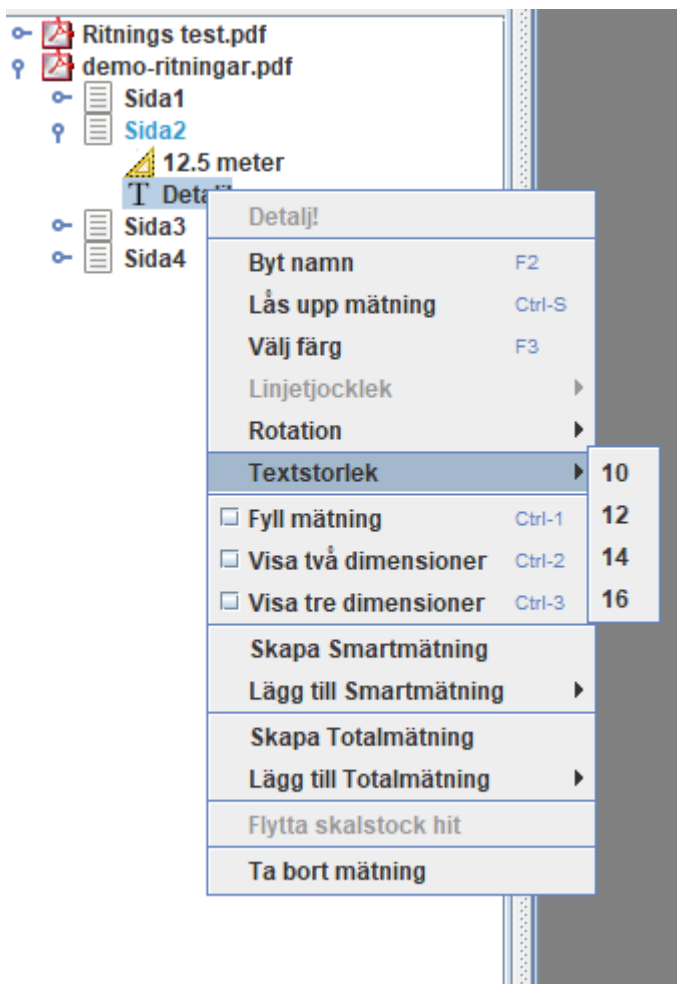 Ritnings test.pdf
demo-ritningar.pdf
Sida1
Sida2
12.5 meter
T Detalj!
Sida3
Sida4
Detalj!
Byt namn F2
Lås upp mätning Ctrl-S
Välj färg F3
Linjetjocklek
Rotation
Textstorlek
10
12
14
16
Fyll mätning Ctrl-1
Visa två dimensioner Ctrl-2
Visa tre dimensioner Ctrl-3
Skapa Smartmätning
Lägg till Smartmätning
Skapa Totalmätning
Lägg till Totalmätning
Flytta skalstock hit
Ta bort mätning